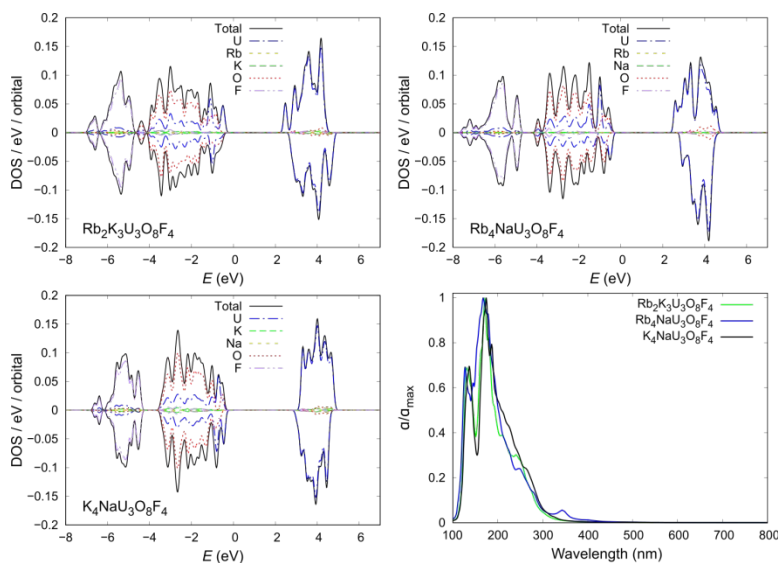 Total
U
Rb
K
O
F
0.2
0.15
0.1
0.05
0
−0.05
−0.1
−0.15
−0.2
DOS / eV / orbital
Rb2K3U3O8F4
−8 −6 −4 −2 0 2 4 6
E (eV)
Total
U
Rb
Na
O
F
0.2
0.15
0.1
0.05
0
−0.05
−0.1
−0.15
−0.2
DOS / eV / orbital
Rb4NaU3O8F4
−8 −6 −4 −2 0 2 4 6
E (eV)
Total
U
K
Na
O
F
0.2
0.15
0.1
0.05
0
−0.05
−0.1
−0.15
−0.2
DOS / eV / orbital
K4NaU3O8F4
−8 −6 −4 −2 0 2 4 6
E (eV)
Rb2K3U3O8F4
Rb4NaU3O8F4
K4NaU3O8F4
1
0.8
0.6
0.4
0.2
0
α/αmax
100 200 300 400 500 600 700 800
Wavelength (nm)